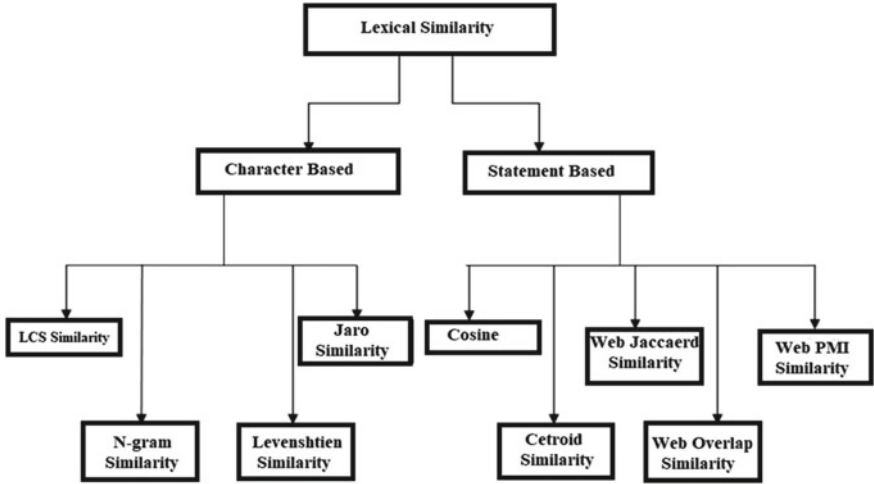 Lexical Similarity
Character Based
Statement Based
LCS Similarity
Jaro
Similarity
Cosine
Web Jaccaerd
Similarity
Web PMI
Similarity
N-gram
Similarity
Levenshtien
Similarity
Cetroid
Similarity
Web Overlap
Similarity